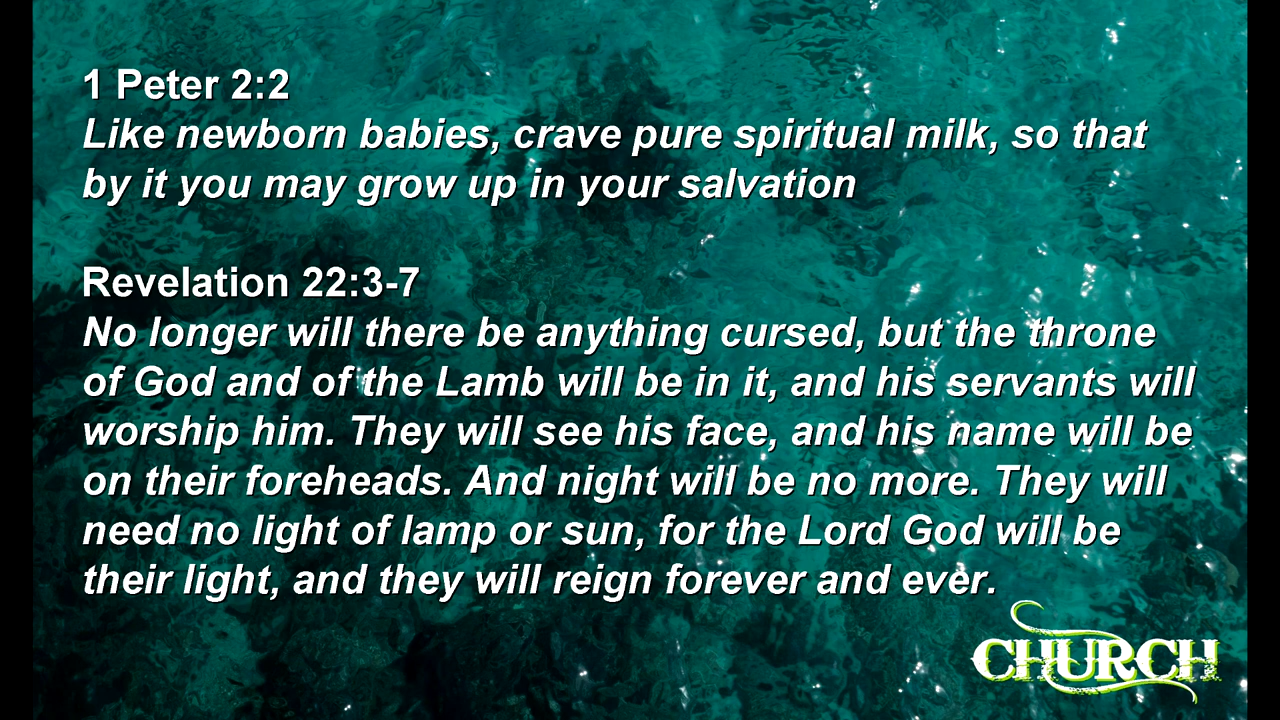 1 Peter 2:2
Like newborn babies, crave pure spiritual milk, so that
by it you may grow up in your salvation
Revelation 22:3-7
No longer will there be anything cursed, but the throne
of God and of the Lamb will be in it, and his servants will
worship him. They will see his face, and his name will be
on their foreheads. And night will be no more. They will
need no light of lamp or sun, for the Lord God will be
their light, and they will reign forever and ever.
CHURCH